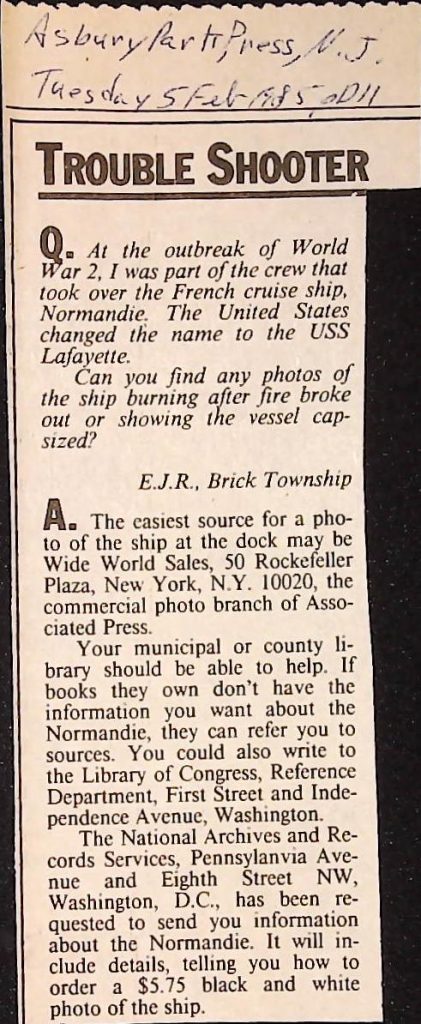 Asbury Park Press, N.J.
Tuesday 5 Feb 1985, pD11
TROUBLE SHOOTER
Q. At the outbreak of World
War 2, I was part of the crew that
took over the French cruise ship,
Normandie. The United States
changed the name to the USS
Lafayette.
Can you find any photos of
the ship burning after fire broke
out or showing the vessel cap-
sized?
E.J.R., Brick Township
A. The easiest source for a pho-
to of the ship at the dock may be
Wide World Sales, 50 Rockefeller
Plaza, New York, N.Y. 10020, the
commercial photo branch of Asso-
ciated Press.
Your municipal or county li-
brary should be able to help. If
books they own don't have the
information you want about the
Normandie, they can refer you to
sources. You could also write to
the Library of Congress, Reference
Department, First Street and Inde-
pendence Avenue, Washington.
The National Archives and Re-
cords Services, Pennsylanvia Ave-
nue and Eighth Street NW,
Washington, D.C., has been re-
quested to send you information
about the Normandie. It will in-
clude details, telling you how to
order a $5.75 black and white
photo of the ship.